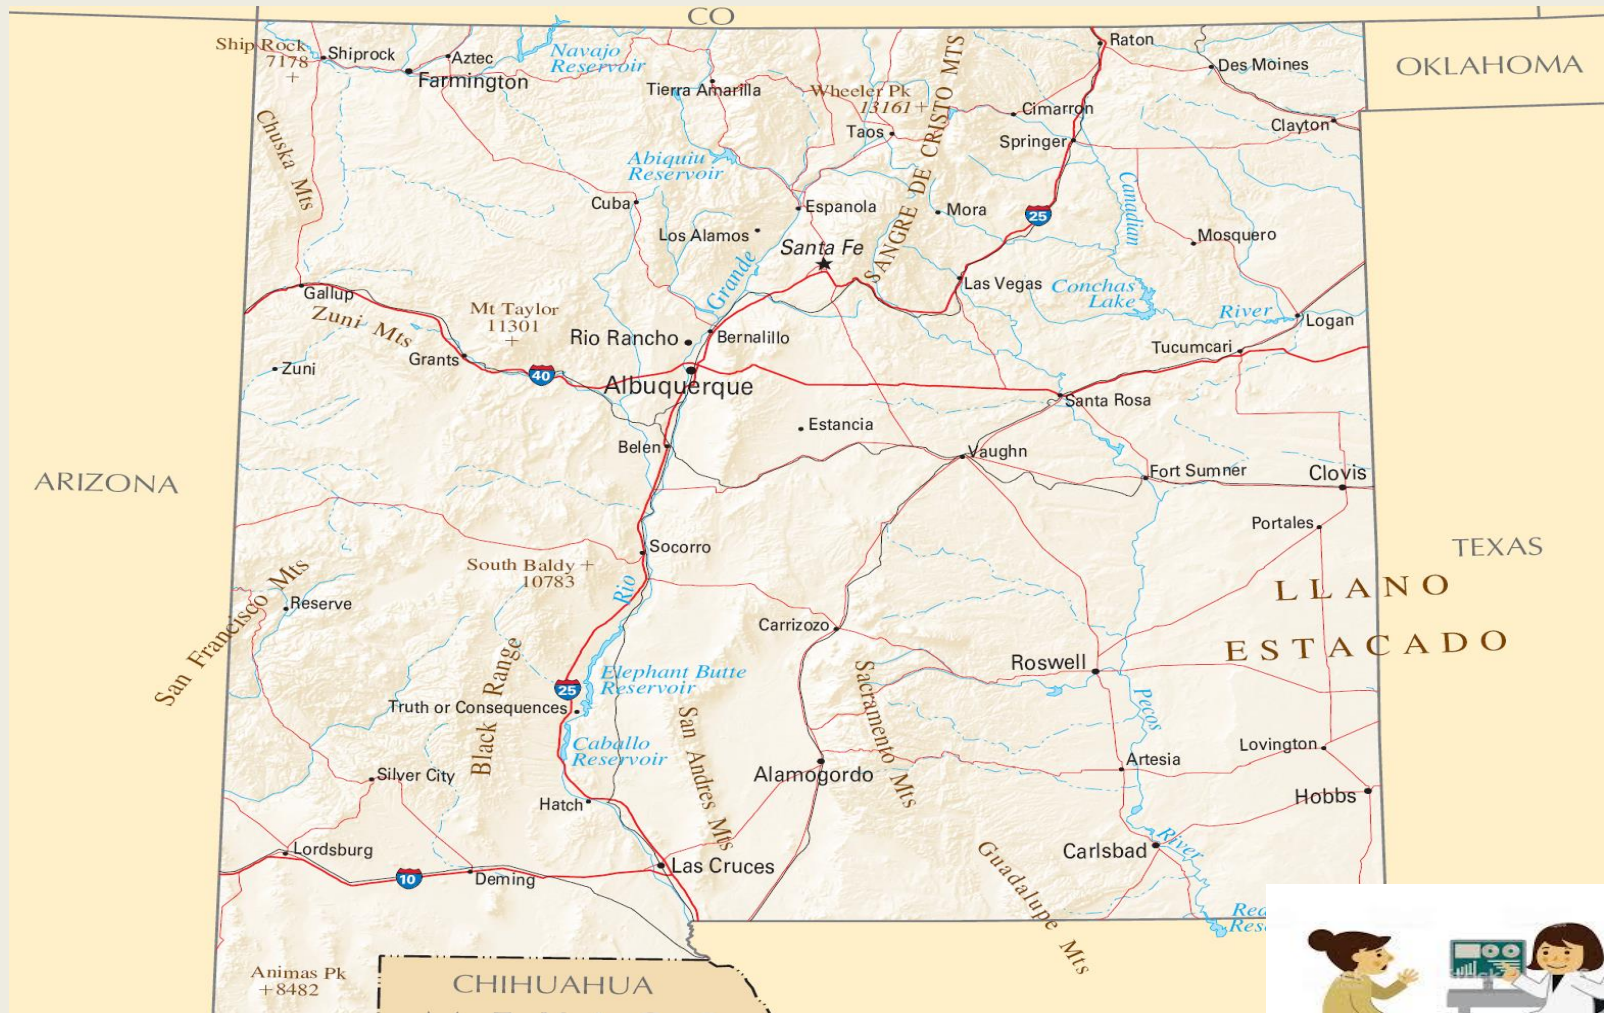 CO
OKLAHOMA
Ship Rock
7178
Shiprock
Aztec
Farmington
Navajo
Reservoir
Tierra Amarilla
Wheeler Pk
13161
Raton
Des Moines
Cimarron
Clayton
Taos
Springer
Chuska Mts
Abiquiu
Reservoir
SANGRE DE CRISTO MTS
Canadian
Cuba
Espanola
Mora
25
Los Alamos
Santa Fe
Mosquero
Grande
Las Vegas
Conchas
Lake
River
Gallup
Zuni Mts
Mt Taylor
11301
Logan
Rio Rancho
Bernalillo
Tucumcari
Grants
Zuni
40
Albuquerque
Santa Rosa
Estancia
Belen
Vaughn
Fort Sumner
Clovis
ARIZONA
Portales
TEXAS
Socorro
South Baldy
10783
Rio
LLANO
ESTACADO
San Francisco Mts
Reserve
Carrizozo
Roswell
Black Range
Elephant Butte
Reservoir
25
Truth or Consequences
Sacramento Mts
Pecos
San Andres Mts
Caballo
Reservoir
Lovington
Artesia
Silver City
Alamogordo
Hatch
Hobbs
River
Lordsburg
Carlsbad
Las Cruces
10
Deming
Guadalupe Mts
Animas Pk
8482
CHIHUAHUA